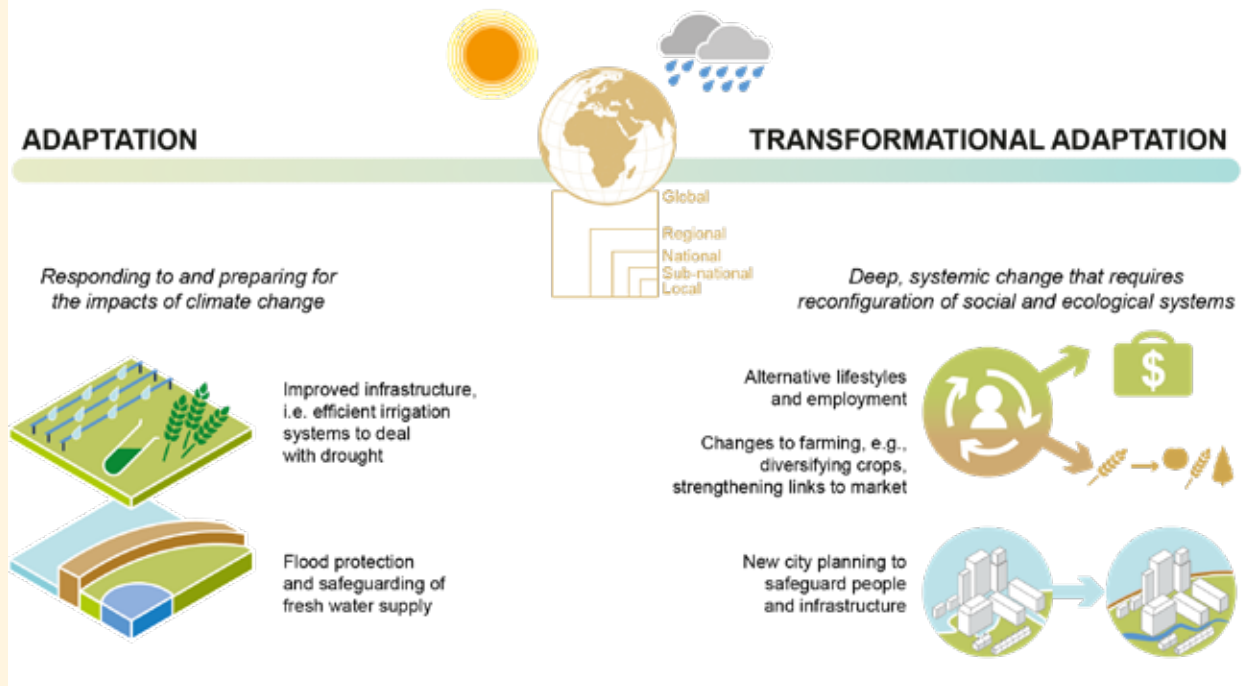 ADAPTATION
TRANSFORMATIONAL ADAPTATION
Global
Regional
National
Sub-national
Local
Responding to and preparing for
the impacts of climate change
Deep, systemic change that requires
reconfiguration of social and ecological systems
Improved infrastructure,
i.e. efficient irrigation
systems to deal
with drought
Flood protection
and safeguarding of
fresh water supply
Alternative lifestyles
and employment
$
Changes to farming, e.g.,
diversifying crops,
strengthening links to market
New city planning to
safeguard people
and infrastructure